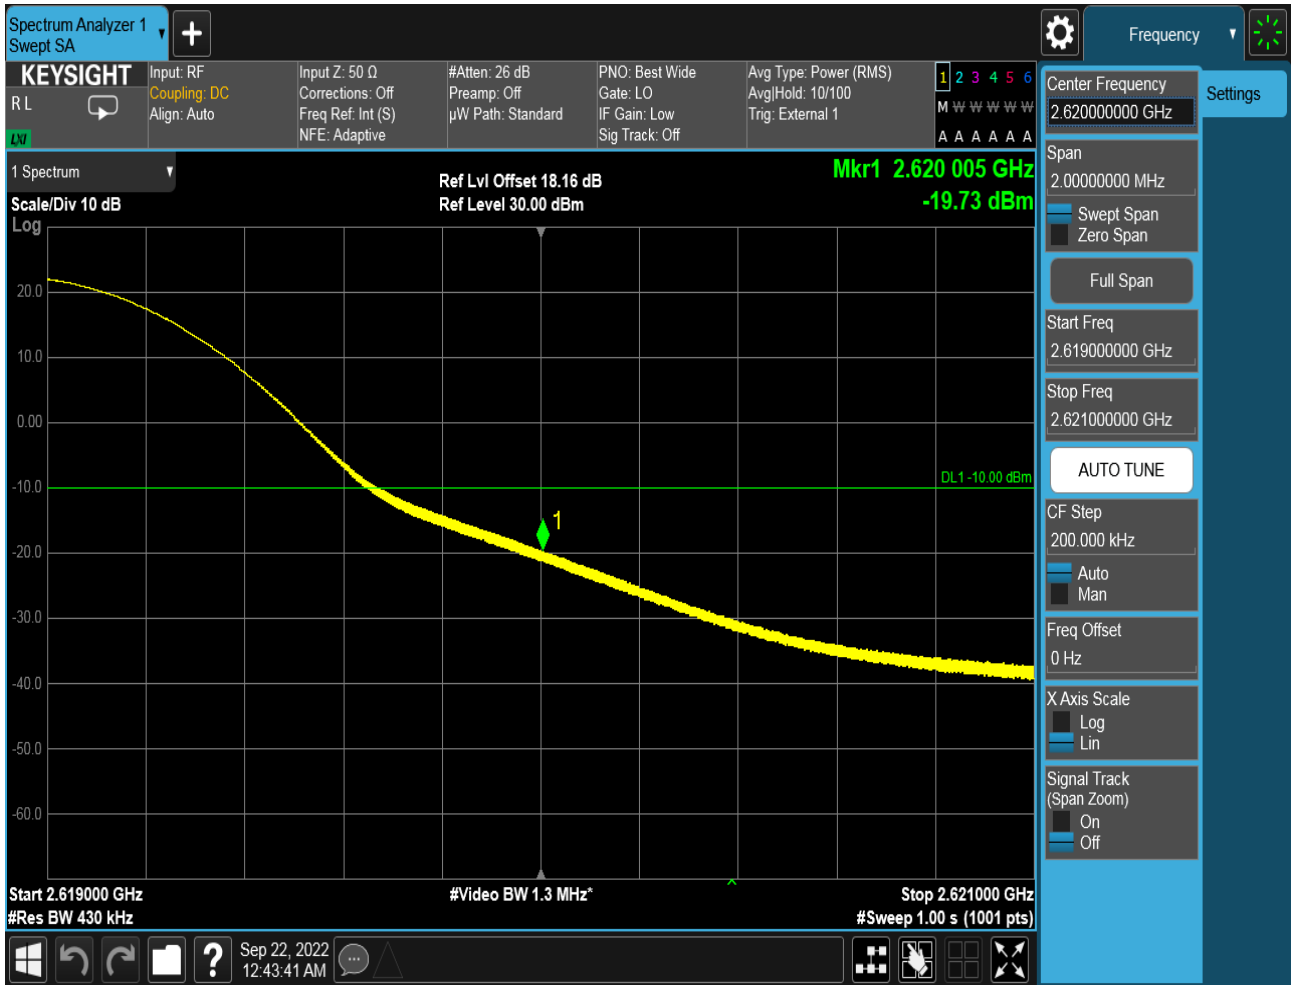 Spectrum Analyzer 1
Swept SA
Frequency
KEYSIGHT
R L
LXI
Input: RF
Coupling: DC
Align: Auto
Input Z: 50 Ω
Corrections: Off
Freq Ref: Int (S)
NFE: Adaptive
#Atten: 26 dB
Preamp: Off
µW Path: Standard
PNO: Best Wide
Gate: LO
IF Gain: Low
Sig Track: Off
Avg Type: Power (RMS)
Avg|Hold: 10/100
Trig: External 1
1 2 3 4 5 6
M W W W W W
A A A A A A
1 Spectrum
Scale/Div 10 dB
Log
Ref Lvl Offset 18.16 dB
Ref Level 30.00 dBm
Mkr1 2.620 005 GHz
-19.73 dBm
20.0
10.0
0.00
-10.0
-20.0
-30.0
-40.0
-50.0
-60.0
DL1 -10.00 dBm
1
Start 2.619000 GHz
#Res BW 430 kHz
#Video BW 1.3 MHz*
Stop 2.621000 GHz
#Sweep 1.00 s (1001 pts)
Center Frequency
2.620000000 GHz
Settings
Span
2.00000000 MHz
Swept Span
Zero Span
Full Span
Start Freq
2.619000000 GHz
Stop Freq
2.621000000 GHz
AUTO TUNE
CF Step
200.000 kHz
Auto
Man
Freq Offset
0 Hz
X Axis Scale
Log
Lin
Signal Track
(Span Zoom)
On
Off
?
Sep 22, 2022
12:43:41 AM